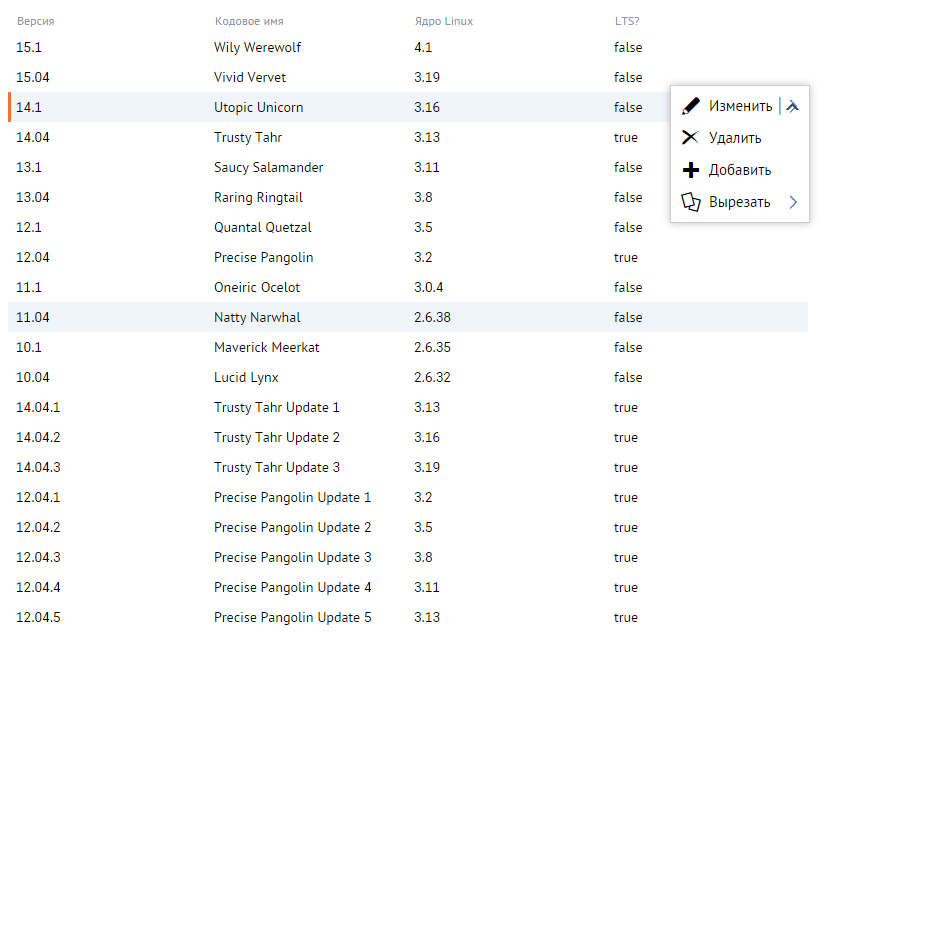 Версия Кодовое имя Ядро Linux LTS?
15.1 Wily Werewolf 4.1 false
15.04 Vivid Vervet 3.19 false
14.1 Utopic Unicorn 3.16 false
Изменить
14.04 Trusty Tahr 3.13 true
Удалить
13.1 Saucy Salamander 3.11 false
Добавить
13.04 Raring Ringtail 3.8 false
Вырезать
12.1 Quantal Quetzal 3.5 false
12.04 Precise Pangolin 3.2 true
11.1 Oneiric Ocelot 3.0.4 false
11.04 Natty Narwhal 2.6.38 false
10.1 Maverick Meerkat 2.6.35 false
10.04 Lucid Lynx 2.6.32 false
14.04.1 Trusty Tahr Update 1 3.13 true
14.04.2 Trusty Tahr Update 2 3.16 true
14.04.3 Trusty Tahr Update 3 3.19 true
12.04.1 Precise Pangolin Update 1 3.2 true
12.04.2 Precise Pangolin Update 2 3.5 true
12.04.3 Precise Pangolin Update 3 3.8 true
12.04.4 Precise Pangolin Update 4 3.11 true
12.04.5 Precise Pangolin Update 5 3.13 true